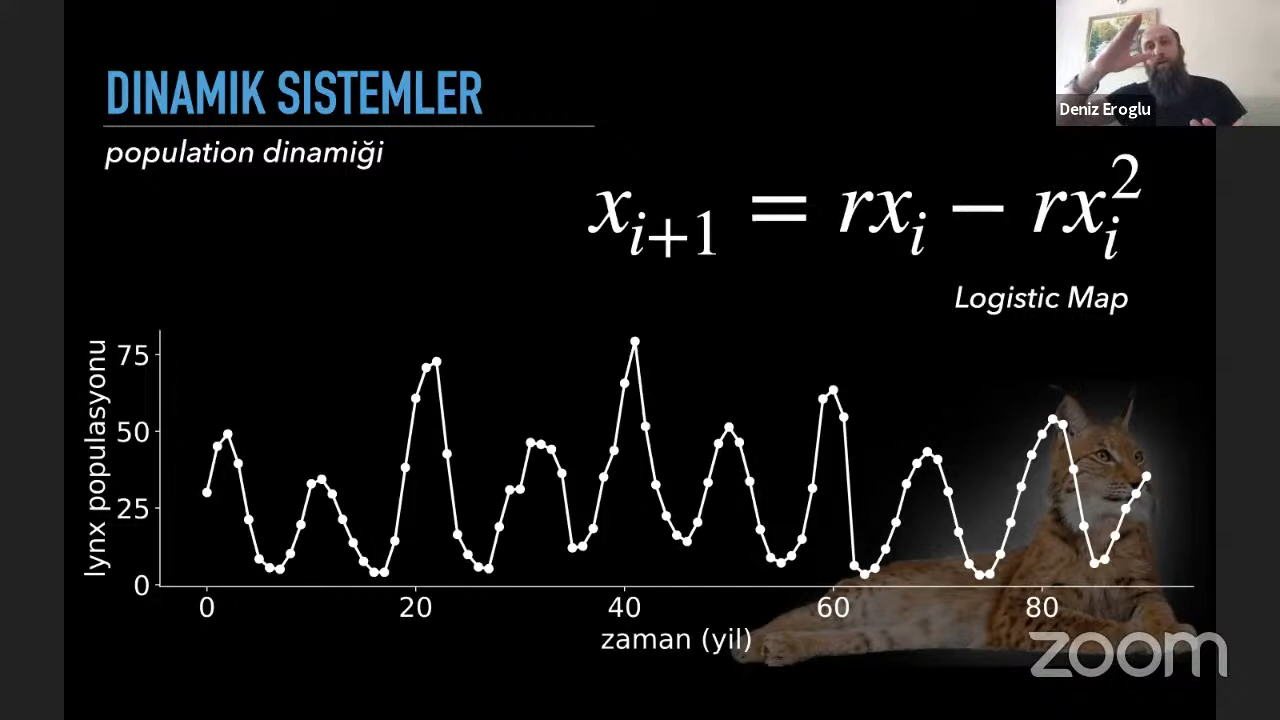 DINAMIK SISTEMLER
population dinamiği
Deniz Eroglu
x_{i+1} = rx_i − rx_i^2
Logistic Map
lynx populasyonu
75
50
25
0
0 20 40 60 80
zaman (yil)
zoom